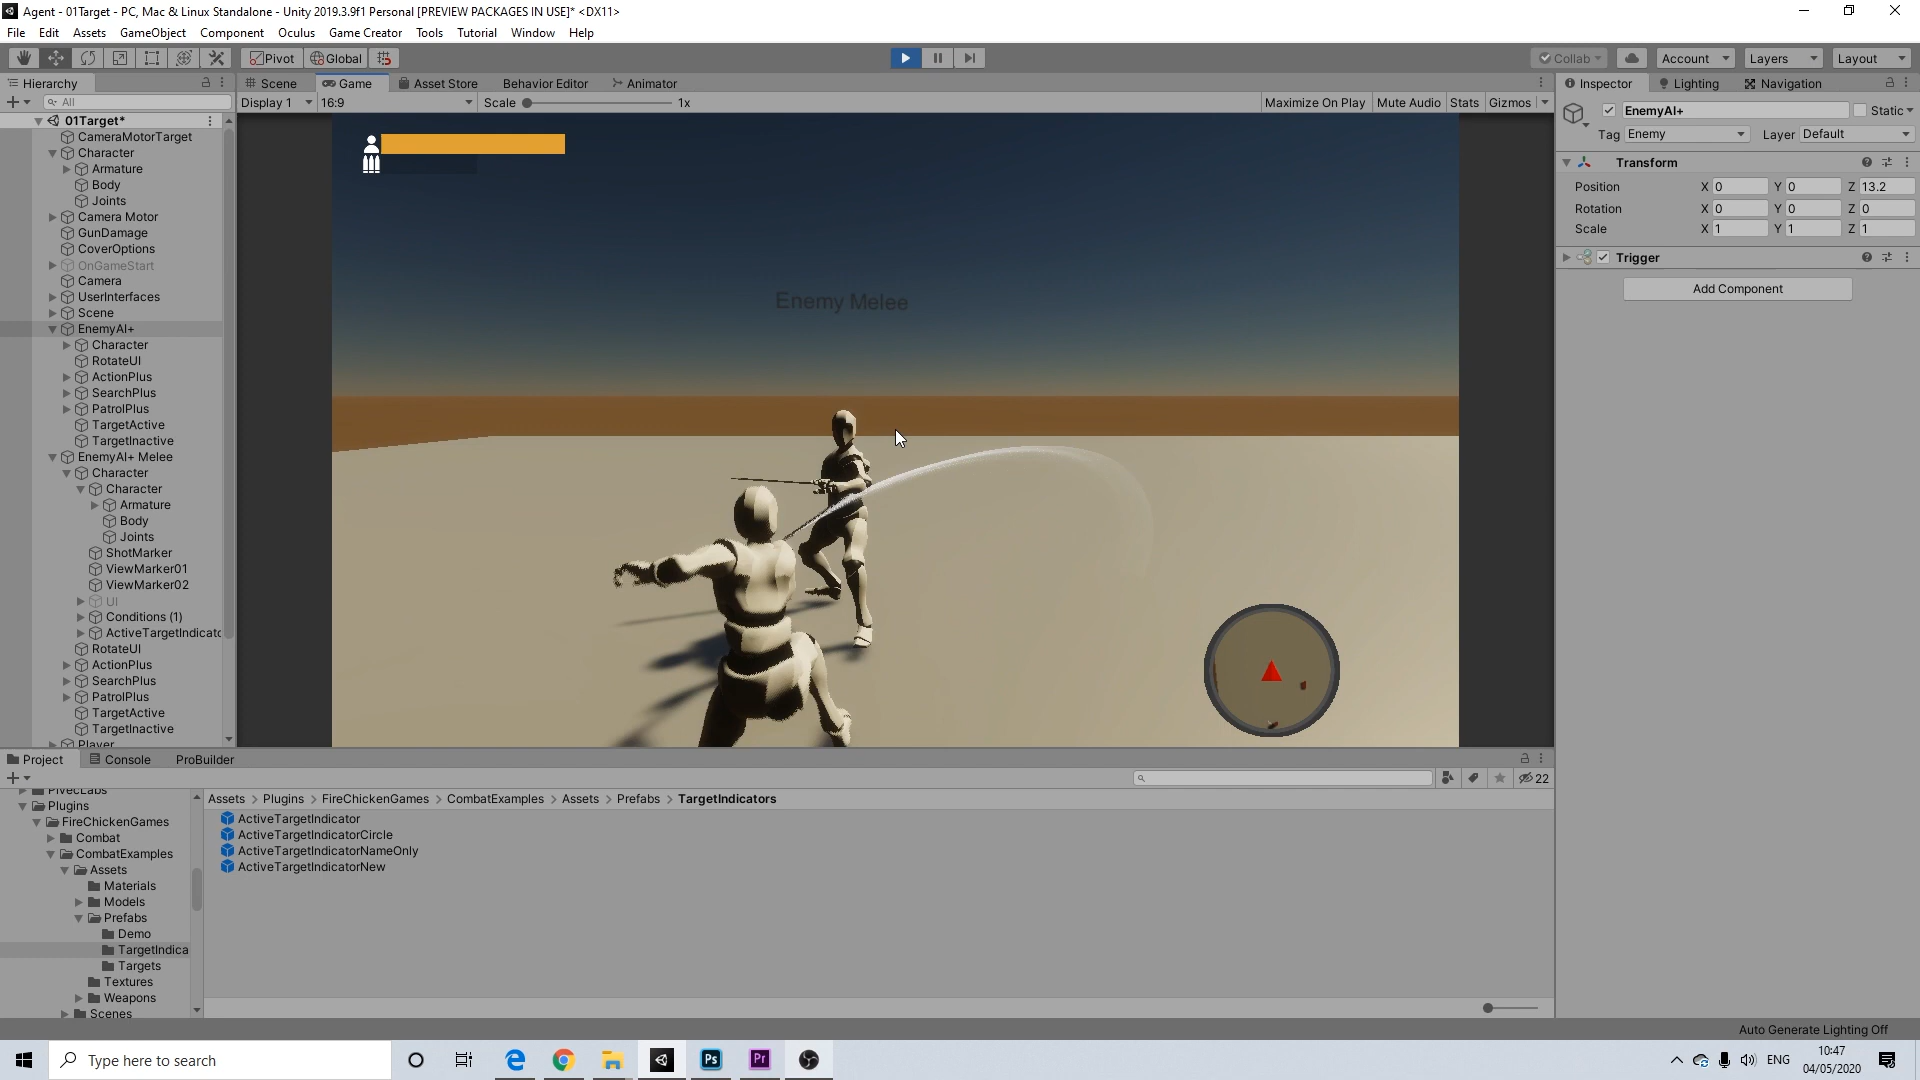 Agent - 01Target - PC, Mac & Linux Standalone - Unity 2019.3.9f1 Personal [PREVIEW PACKAGES IN USE]* <DX11>
File Edit Assets GameObject Component Oculus Game Creator Tools Tutorial Window Help
Pivot Global Collab Account Layers Layout
Hierarchy Scene Game Asset Store Behavior Editor Animator Inspector Lighting Navigation
All Display 1 16:9 Scale 1x Maximize On Play Mute Audio Stats Gizmos
EnemyAI+ Static
Tag Enemy Layer Default
Transform
Position X 0 Y 0 Z 13.2
Rotation X 0 Y 0 Z 0
Scale X 1 Y 1 Z 1
Trigger
Add Component
01Target*
CameraMotorTarget
Character
Armature
Body
Joints
Camera Motor
GunDamage
CoverOptions
OnGameStart
Camera
UserInterfaces
Scene
EnemyAI+
Character
RotateUI
ActionPlus
SearchPlus
PatrolPlus
TargetActive
TargetInactive
EnemyAI+ Melee
Character
Character
Armature
Body
Joints
ShotMarker
ViewMarker01
ViewMarker02
UI
Conditions (1)
ActiveTargetIndicato
RotateUI
ActionPlus
SearchPlus
PatrolPlus
TargetActive
TargetInactive
Player
Enemy Melee
Project Console ProBuilder
22
PivecLabs
Plugins
FireChickenGames
Combat
CombatExamples
Assets
Materials
Models
Prefabs
Demo
TargetIndica
Targets
Textures
Weapons
Scenes
Assets > Plugins > FireChickenGames > CombatExamples > Assets > Prefabs > TargetIndicators
ActiveTargetIndicator
ActiveTargetIndicatorCircle
ActiveTargetIndicatorNameOnly
ActiveTargetIndicatorNew
Auto Generate Lighting Off
Type here to search
Ps
Pr
ENG
10:47
04/05/2020